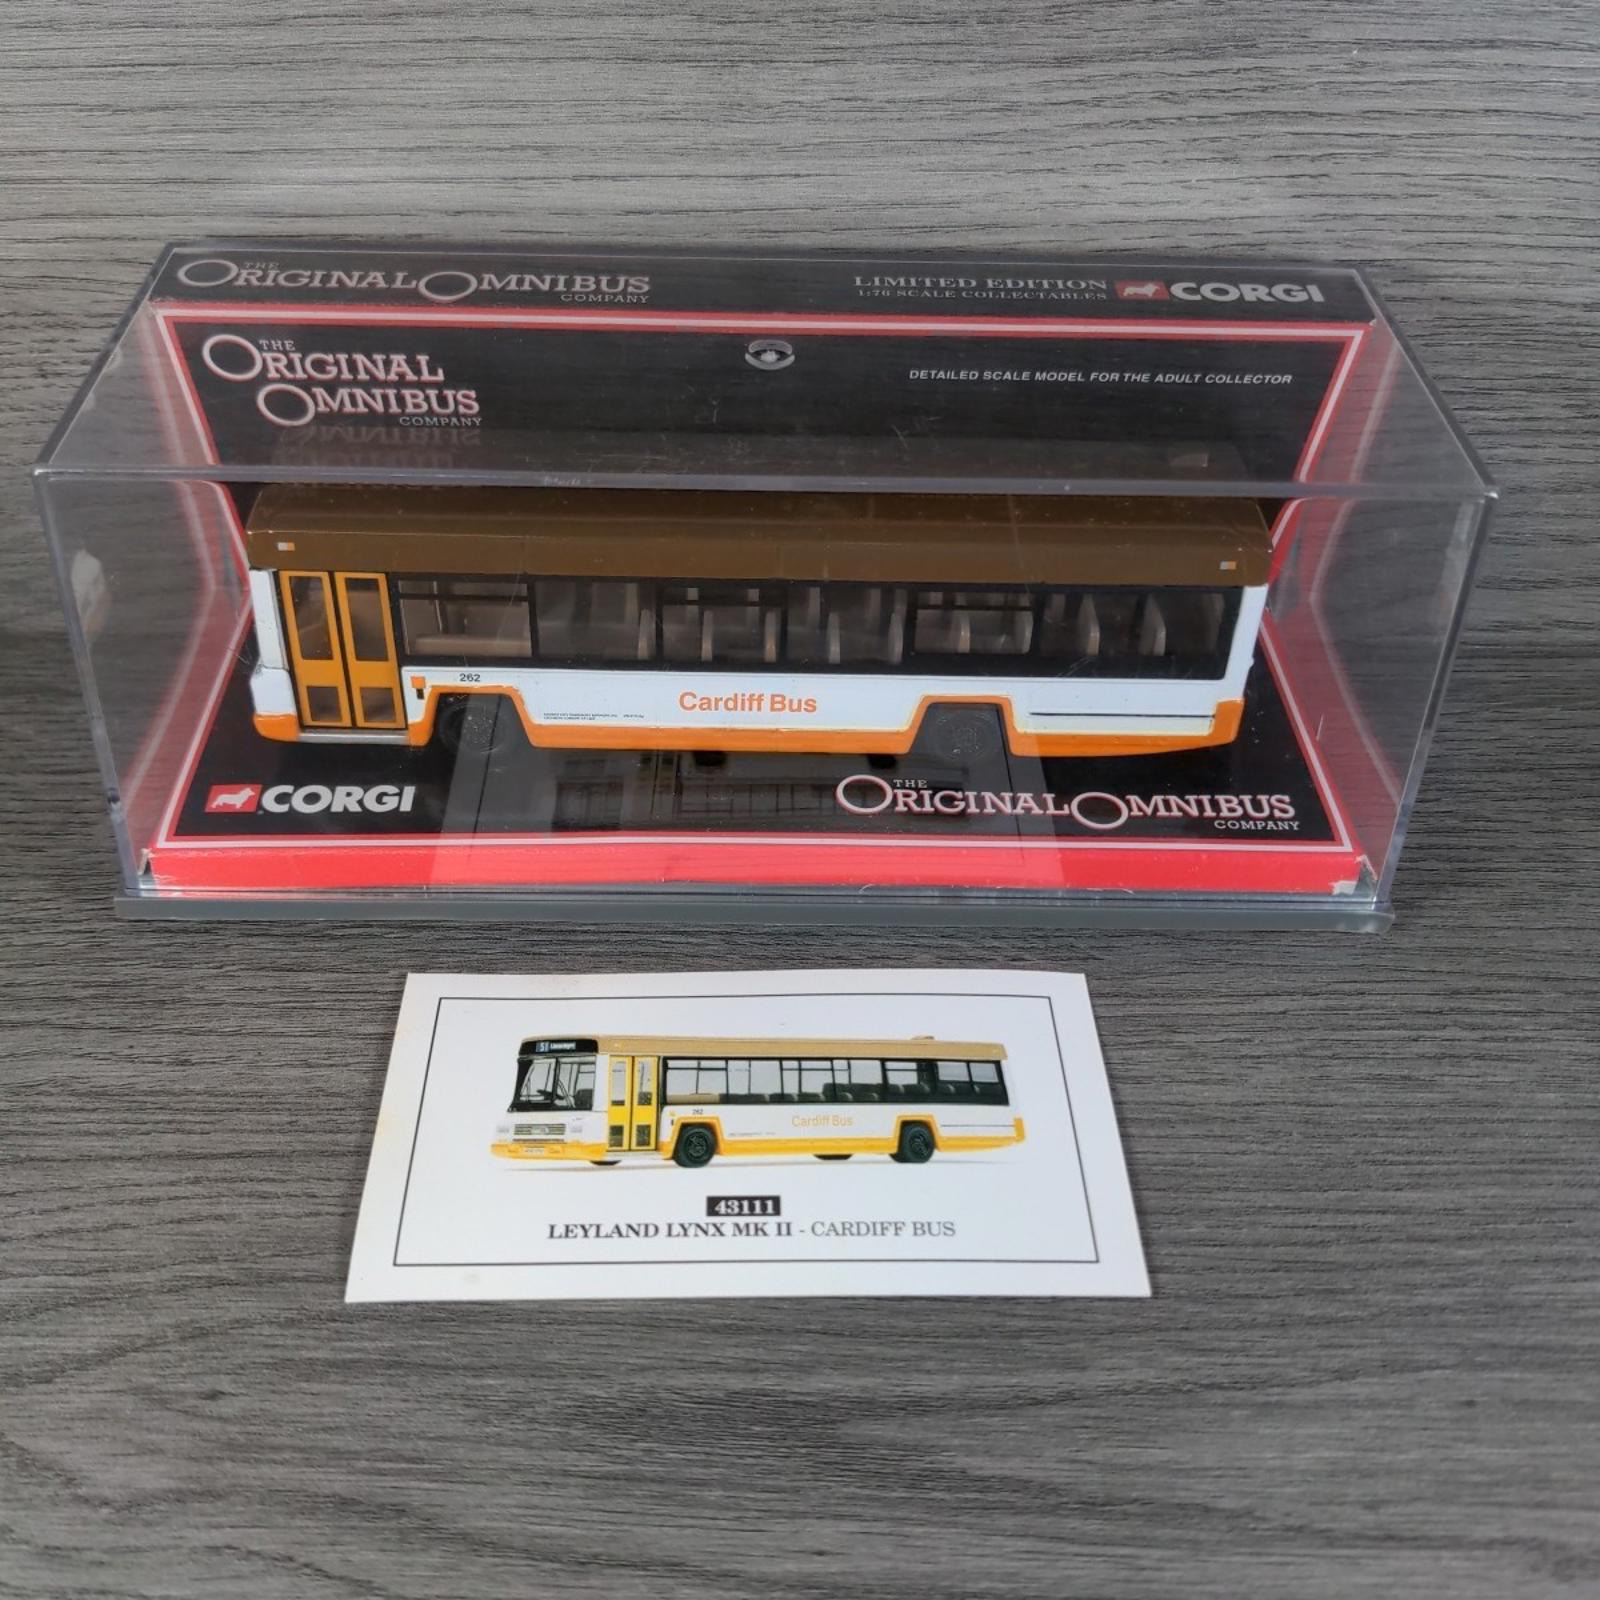 THE
ORIGINAL OMNIBUS
COMPANY
LIMITED EDITION
1:76 SCALE COLLECTABLES
CORGI
THE
ORIGINAL
OMNIBUS
COMPANY
DETAILED SCALE MODEL FOR THE ADULT COLLECTOR
262
Cardiff Bus
CORGI
THE
ORIGINAL OMNIBUS
COMPANY
51
262
Cardiff Bus
43111
LEYLAND LYNX MK II - CARDIFF BUS